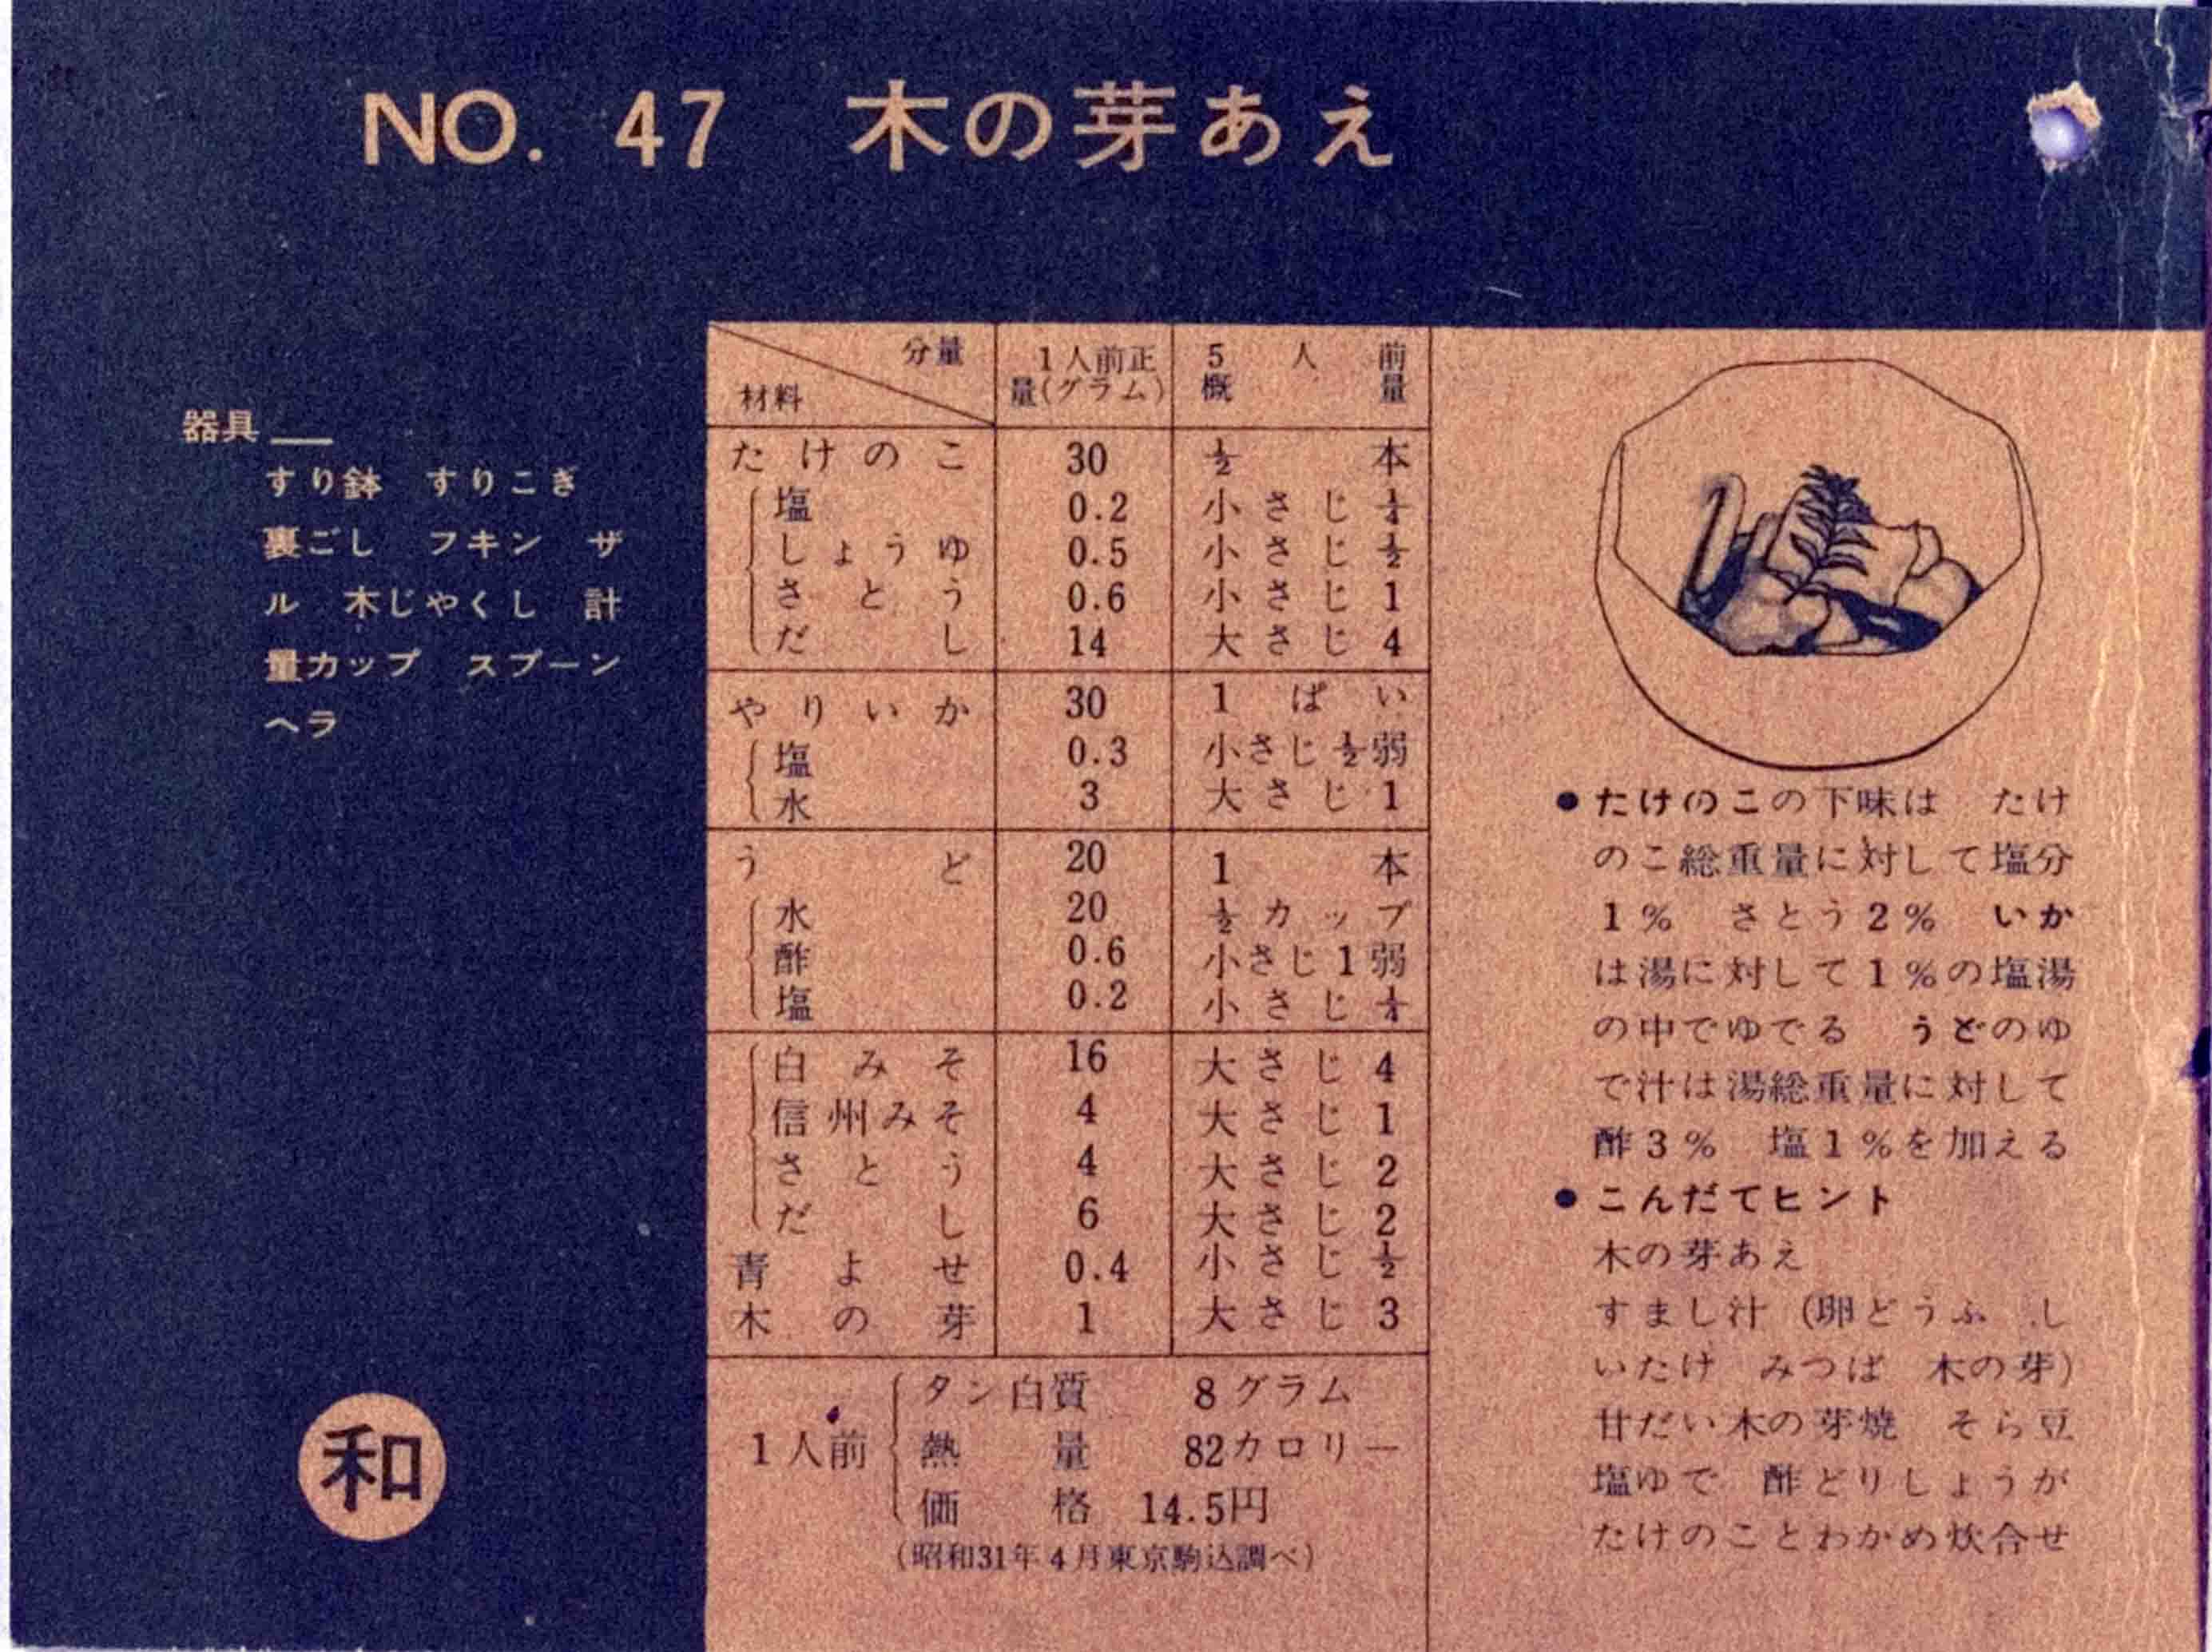 NO. 47 木の芽あえ
器具
すり鉢 すりこぎ
裏ごし フキン ザ
ル 木じゃくし 計
量カップ スプーン
ヘラ
和
分量 1人前正 5人前
材料 量(グラム) 概量
たけのこ 30 ½本
塩 0.2 小さじ¼
しょうゆ 0.5 小さじ½
さとう 0.6 小さじ1
だし 14 大さじ4
やりいか 30 1ぱい
塩 0.3 小さじ½弱
水 3 大さじ1
うど 20 1本
水 20 ½カップ
酢 0.6 小さじ1弱
塩 0.2 小さじ¼
白みそ 16 大さじ4
信州みそ 4 大さじ1
さとう 4 大さじ2
だし 6 大さじ2
青よせ 0.4 小さじ½
木の芽 1 大さじ3
1人前
タン白質 8グラム
熱量 82カロリー
価格 14.5円
(昭和31年4月東京駒込調べ)
●たけのこの下味は たけ
のこ総重量に対して塩分
1% さとう2% いか
は湯に対して1%の塩湯
の中でゆでる うどのゆ
で汁は湯総重量に対して
酢3% 塩1%を加える
●こんだてヒント
木の芽あえ
すまし汁 (卵どうふ し
いたけ みつば 木の芽)
甘だい木の芽焼 そら豆
塩ゆで 酢どりしょうが
たけのことわかめ炊合せ